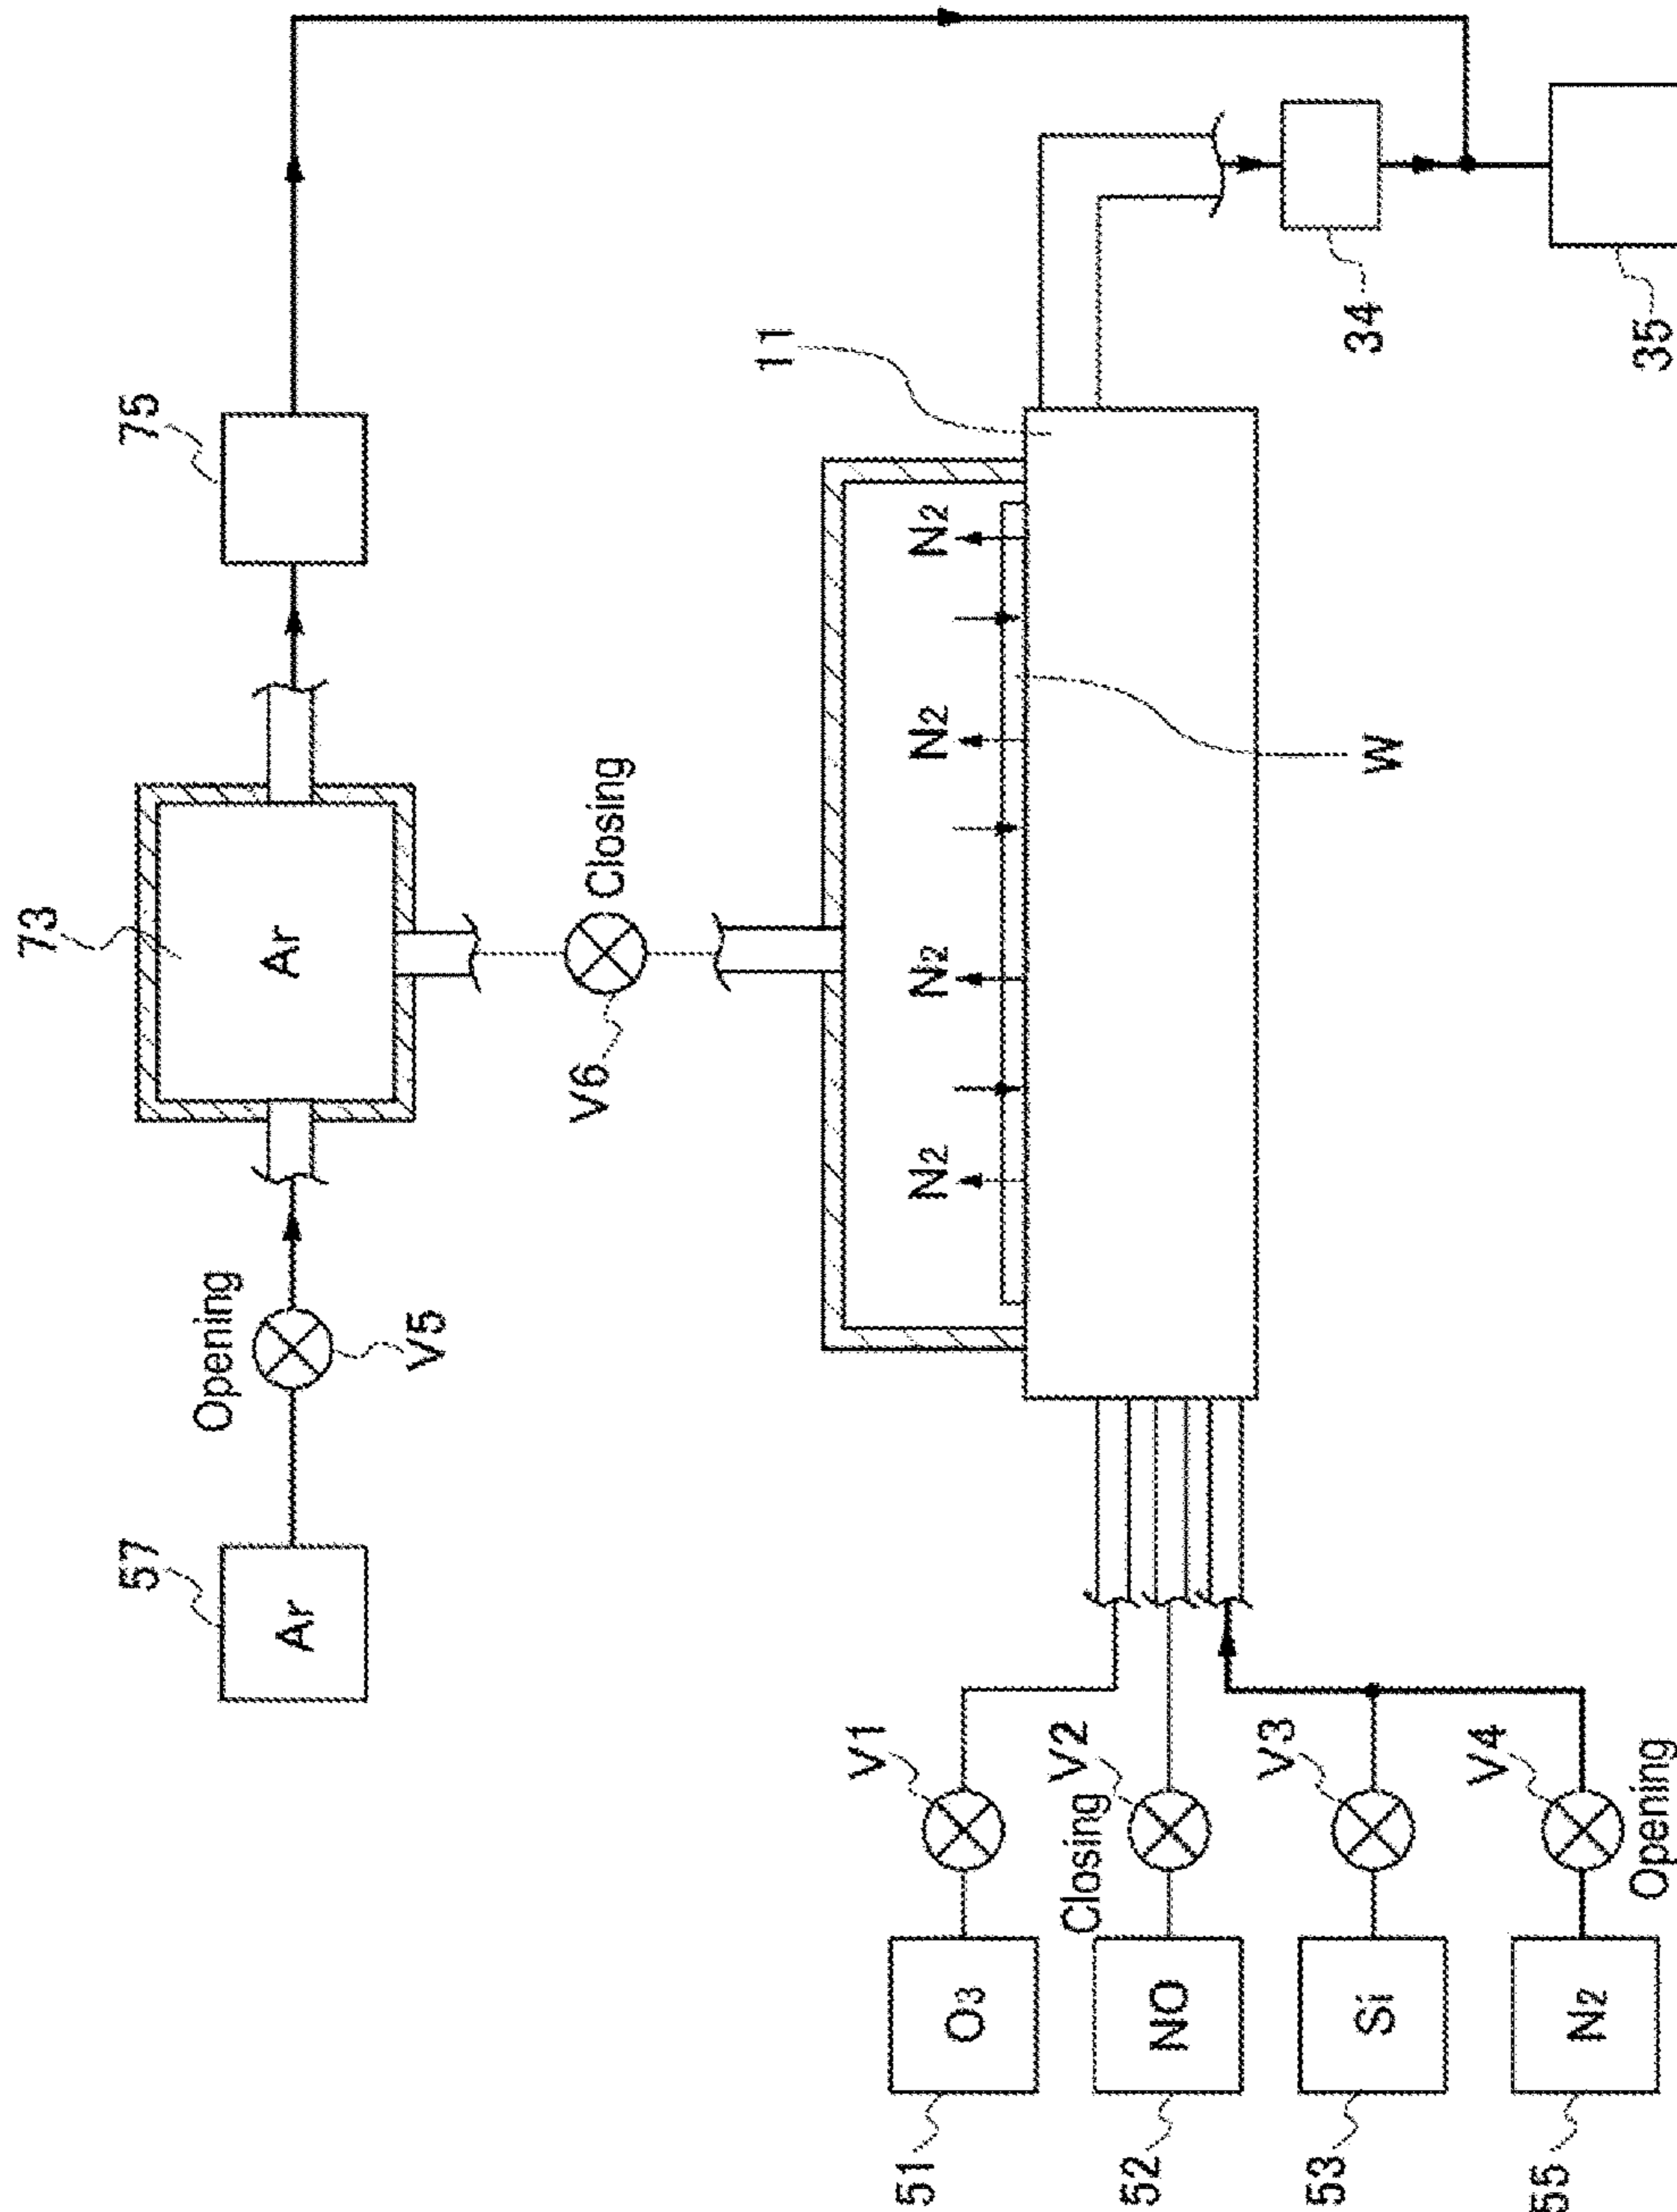 73
75
57
Ar
Opening
V5
Ar
V6
Closing
N2
N2
N2
N2
11
W
34
35
V1
V2
Closing
V3
V4
Opening
51
O3
52
NO
53
Si
55
N2